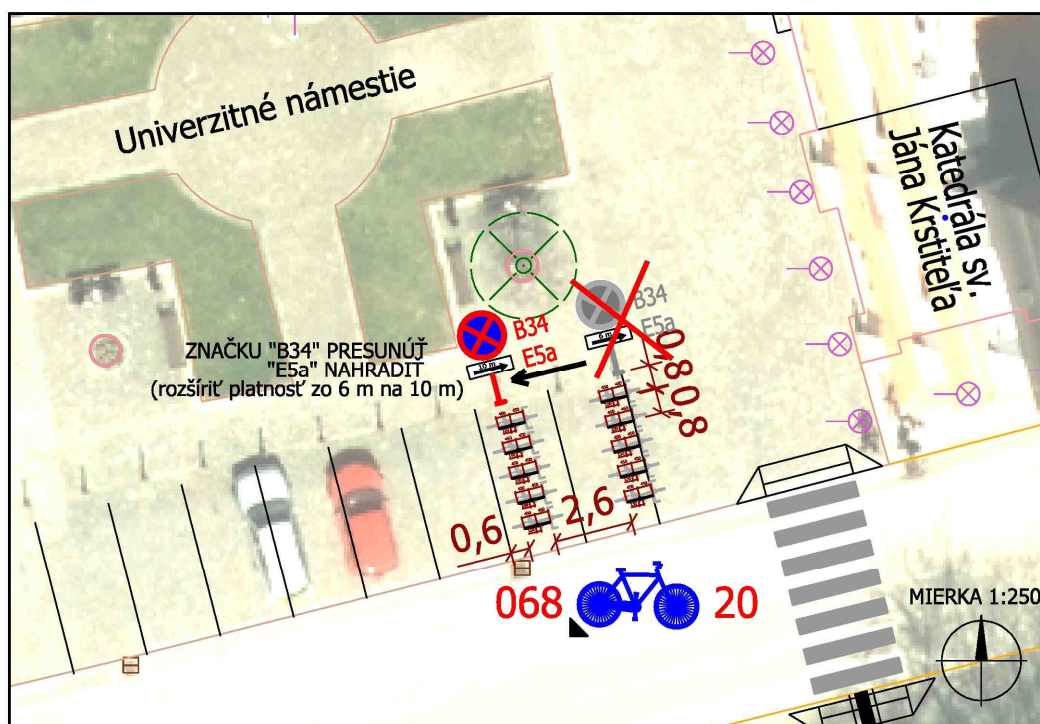 Univerzitné námestie
Katedrála sv.
Jána Krstiteľa
B34
E5a
B34
E5a
10 m
6 m
ZNAČKU "B34" PRESUNÚŤ
"E5a" NAHRADIT
(rozšíriť platnosť zo 6 m na 10 m)
0,8
0,8
0,6
2,6
068
20
MIERKA 1:250